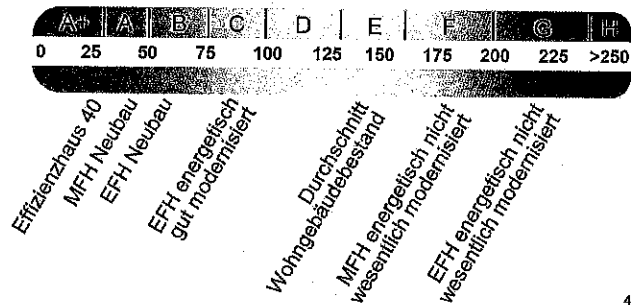 A+ A B C D E F G H
0 25 50 75 100 125 150 175 200 225 >250
Effizienzhaus 40
MFH Neubau
EFH Neubau
EFH energetisch
gut modernisiert
Durchschnitt
Wohngebäudebestand
MFH energetisch nicht
wesentlich modernisiert
EFH energetisch nicht
wesentlich modernisiert
4